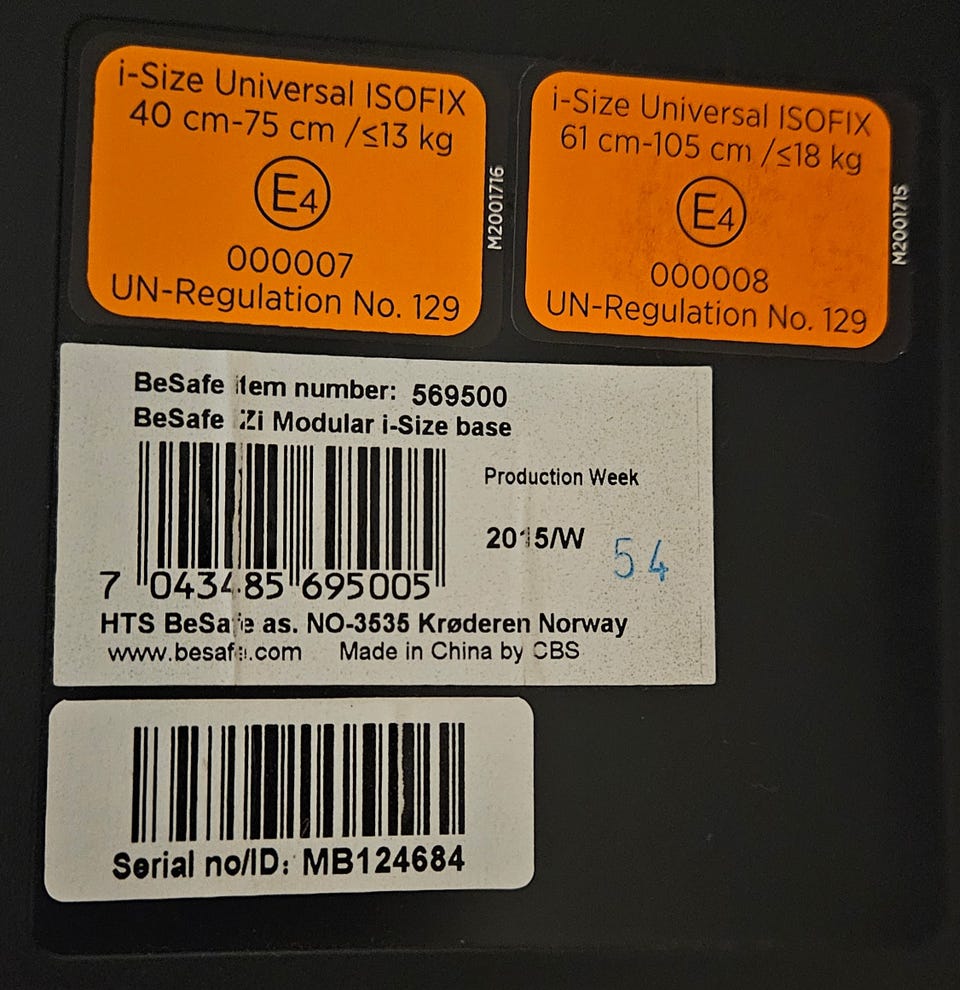 i-Size Universal ISOFIX
40 cm-75 cm /≤13 kg
E4
000007
UN-Regulation No. 129
M2001716
i-Size Universal ISOFIX
61 cm-105 cm /≤18 kg
E4
000008
UN-Regulation No. 129
M2001715
BeSafe item number: 569500
BeSafe iZi Modular i-Size base
Production Week
2015/W 54
7 043485 695005
HTS BeSafe as. NO-3535 Krøderen Norway
www.besafe.com Made in China by CBS
Serial no/ID: MB124684